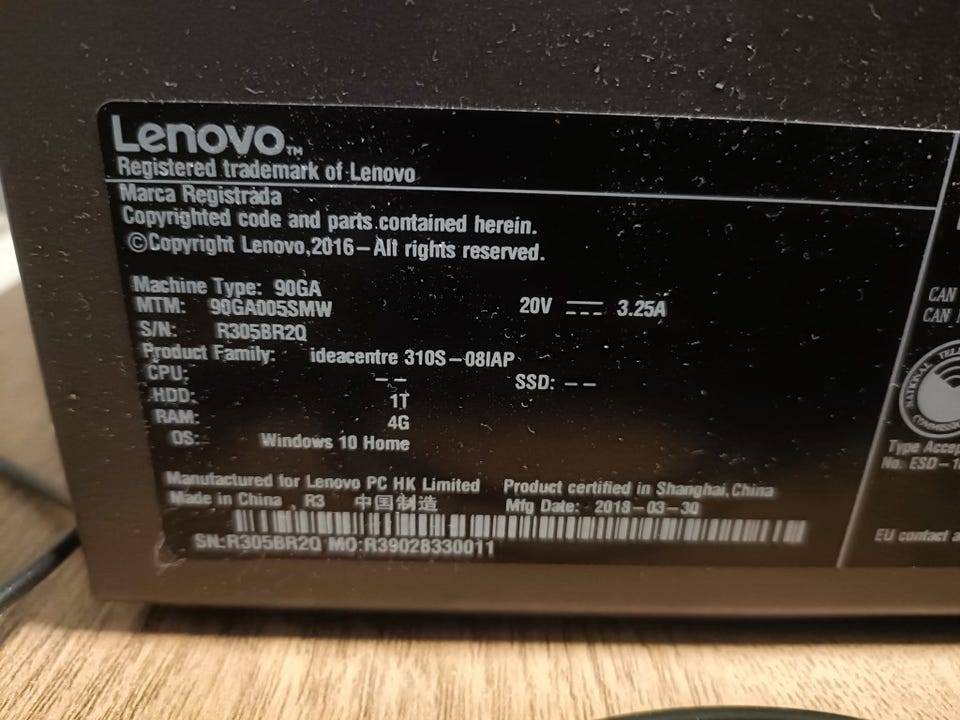 Lenovo™
Registered trademark of Lenovo
Marca Registrada
Copyrighted code and parts contained herein.
©Copyright Lenovo,2016–All rights reserved.
Machine Type: 90GA
MTM: 90GA005SMW
20V 3.25A
S/N: R305BR2Q
Product Family: ideacentre 310S–08IAP
CPU: – –
SSD: – –
HDD: 1T
RAM: 4G
OS: Windows 10 Home
Manufactured for Lenovo PC HK Limited
Product certified in Shanghai,China
Made in China R3 中国制造
Mfg Date: 2018–03–30
SN:R305BR2Q MO:R39028330011
CAN
CAN
NATIONAL
Type
No: ESD–1
EU contact a